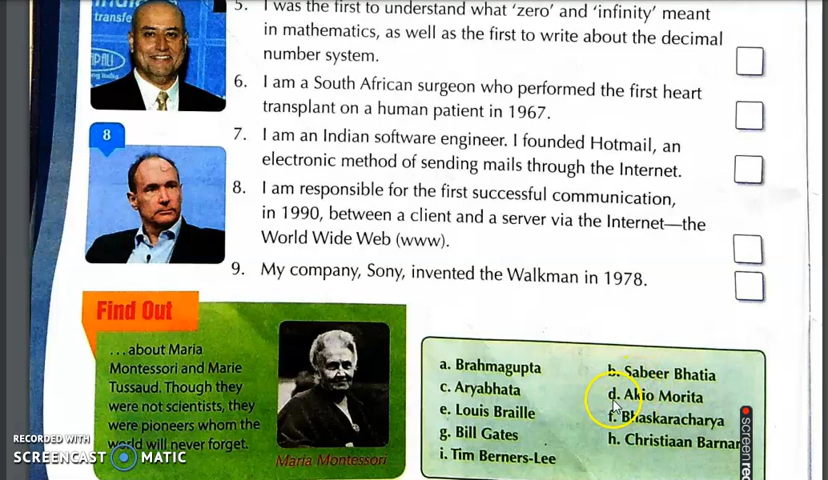 transfe
5. I was the first to understand what 'zero' and 'infinity' meant
in mathematics, as well as the first to write about the decimal
number system.
6. I am a South African surgeon who performed the first heart
transplant on a human patient in 1967.
8
7. I am an Indian software engineer. I founded Hotmail, an
electronic method of sending mails through the Internet.
8. I am responsible for the first successful communication,
in 1990, between a client and a server via the Internet—the
World Wide Web (www).
9. My company, Sony, invented the Walkman in 1978.
Find Out
...about Maria
Montessori and Marie
Tussaud. Though they
were not scientists, they
were pioneers whom the
world will never forget.
Maria Montessori
a. Brahmagupta
b. Sabeer Bhatia
c. Aryabhata
d. Akio Morita
e. Louis Braille
f. Bhaskaracharya
g. Bill Gates
h. Christiaan Barnar
i. Tim Berners-Lee
RECORDED WITH
SCREENCAST MATIC
screenrec